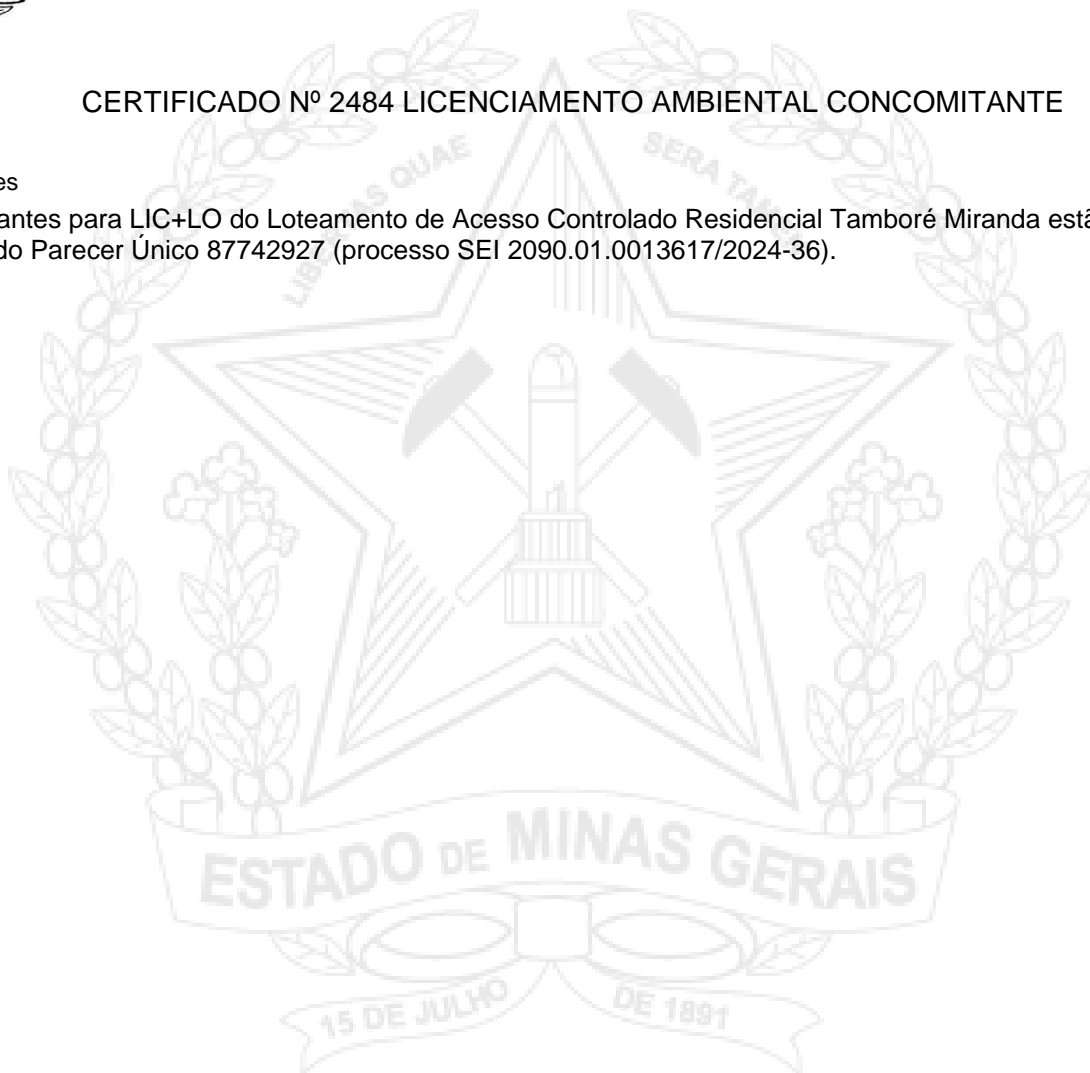 CERTIFICADO Nº 2484 LICENCIAMENTO AMBIENTAL CONCOMITANTE
es
antes para LIC+LO do Loteamento de Acesso Controlado Residencial Tamboré Miranda est
do Parecer Único 87742927 (processo SEI 2090.01.0013617/2024-36).
LIBERTAS QUAE SERA TAMEN
ESTADO DE MINAS GERAIS
15 DE JULHO DE 1891